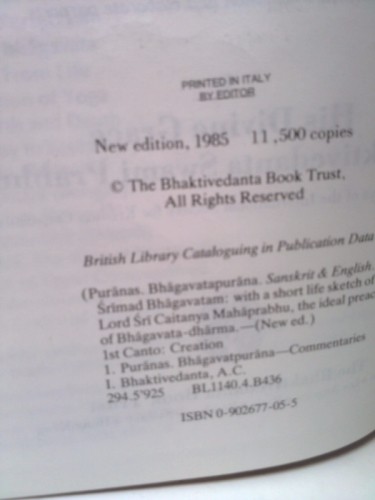 PRINTED IN ITALY
BY EDITOR
New edition, 1985 11,500 copies
© The Bhaktivedanta Book Trust,
All Rights Reserved
British Library Cataloguing in Publication Data
(Purānas. Bhāgavatapurāna. Sanskrit & English.
Śrīmad Bhāgavatam: with a short life sketch of
Lord Śrī Caitanya Mahāprabhu, the ideal preac
of Bhāgavata-dhārma.—(New ed.)
1st Canto: Creation
1. Purānas. Bhāgavatpurāna—Commentaries
I. Bhaktivedanta, A.C.
294.5'925 BL1140.4.B436
ISBN 0-902677-05-5